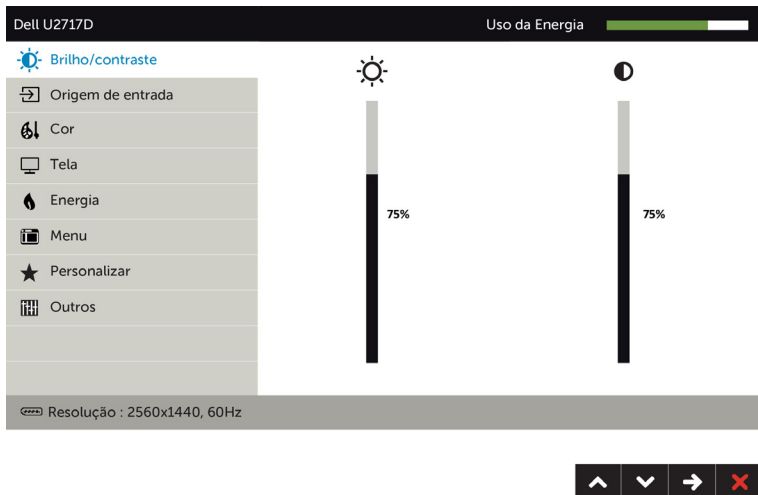 Dell U2717D
Uso da Energia
Brilho/contraste
Origem de entrada
Cor
Tela
Energia
Menu
Personalizar
Outros
75%
75%
Resolução : 2560x1440, 60Hz